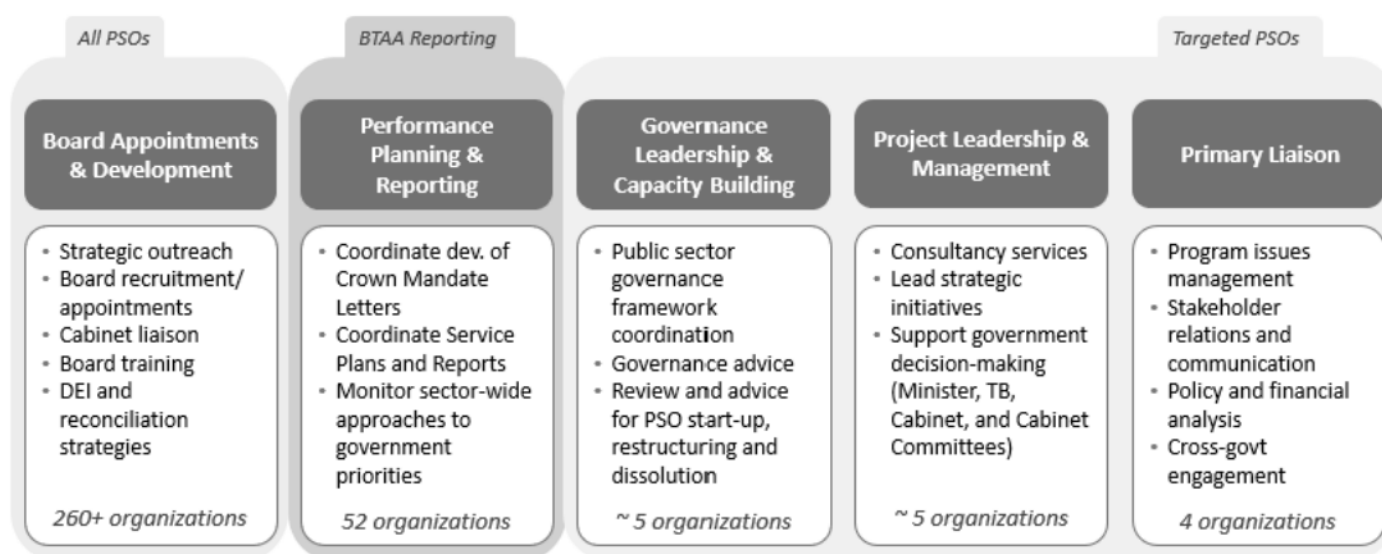 All PSOs
BTAA Reporting
Targeted PSOs
Board Appointments
& Development
• Strategic outreach
• Board recruitment/
appointments
• Cabinet liaison
• Board training
• DEI and
reconciliation
strategies
260+ organizations
Performance
Planning &
Reporting
• Coordinate dev. of
Crown Mandate
Letters
• Coordinate Service
Plans and Reports
• Monitor sector-wide
approaches to
government
priorities
52 organizations
Governance
Leadership &
Capacity Building
• Public sector
governance
framework
coordination
• Governance advice
• Review and advice
for PSO start-up,
restructuring and
dissolution
~ 5 organizations
Project Leadership &
Management
• Consultancy services
• Lead strategic
initiatives
• Support government
decision-making
(Minister, TB,
Cabinet, and Cabinet
Committees)
~ 5 organizations
Primary Liaison
• Program issues
management
• Stakeholder
relations and
communication
• Policy and financial
analysis
• Cross-govt
engagement
4 organizations